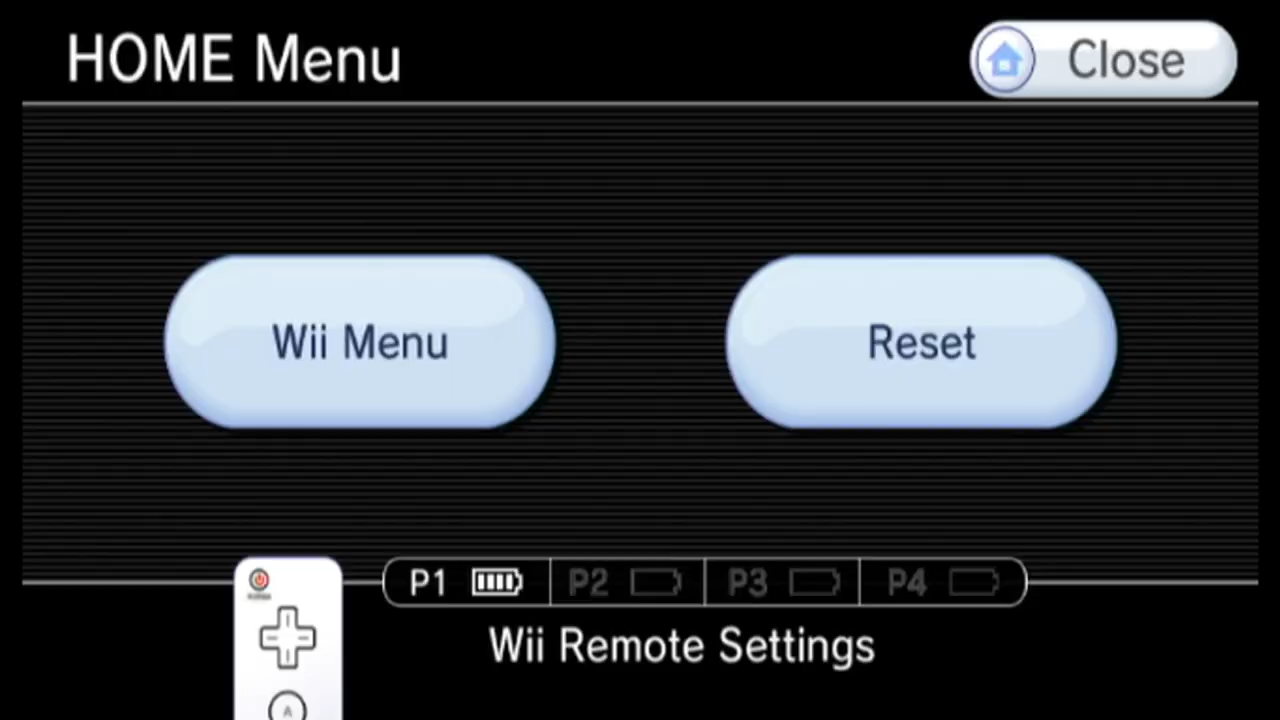 HOME Menu
Close
Wii Menu
Reset
P1 P2 P3 P4
Wii Remote Settings
A